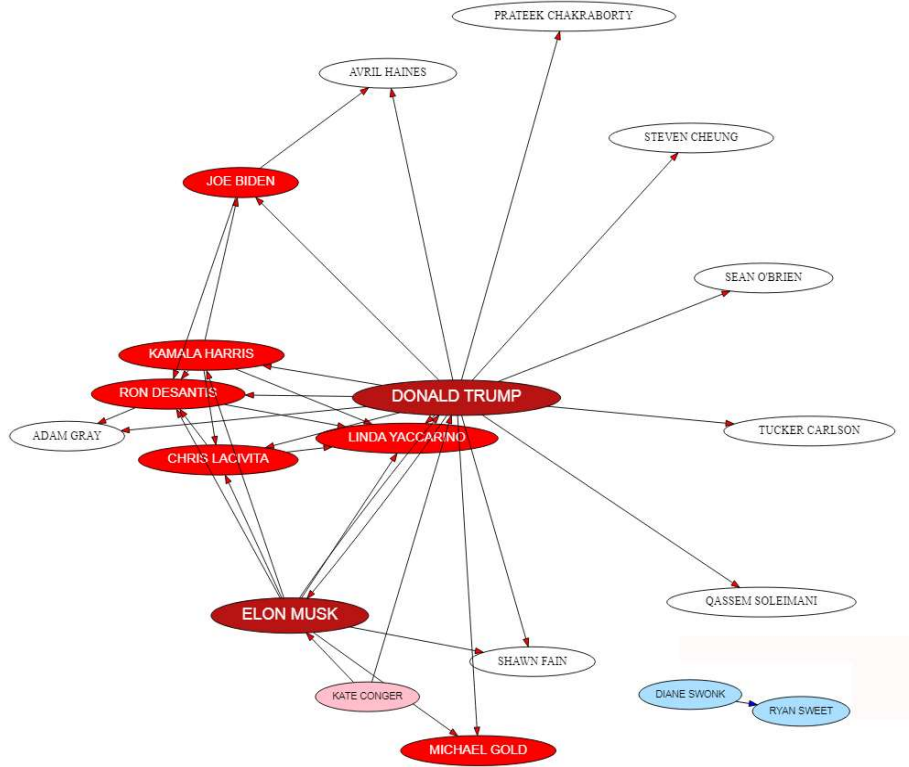 PRATEEK CHAKRABORTY
AVRIL HAINES
STEVEN CHEUNG
JOE BIDEN
SEAN O'BRIEN
KAMALA HARRIS
RON DESANTIS
DONALD TRUMP
ADAM GRAY
LINDA YACCARINO
TUCKER CARLSON
CHRIS LACIVITA
QASSEM SOLEIMANI
ELON MUSK
SHAWN FAIN
KATE CONGER
DIANE SWONK
RYAN SWEET
MICHAEL GOLD